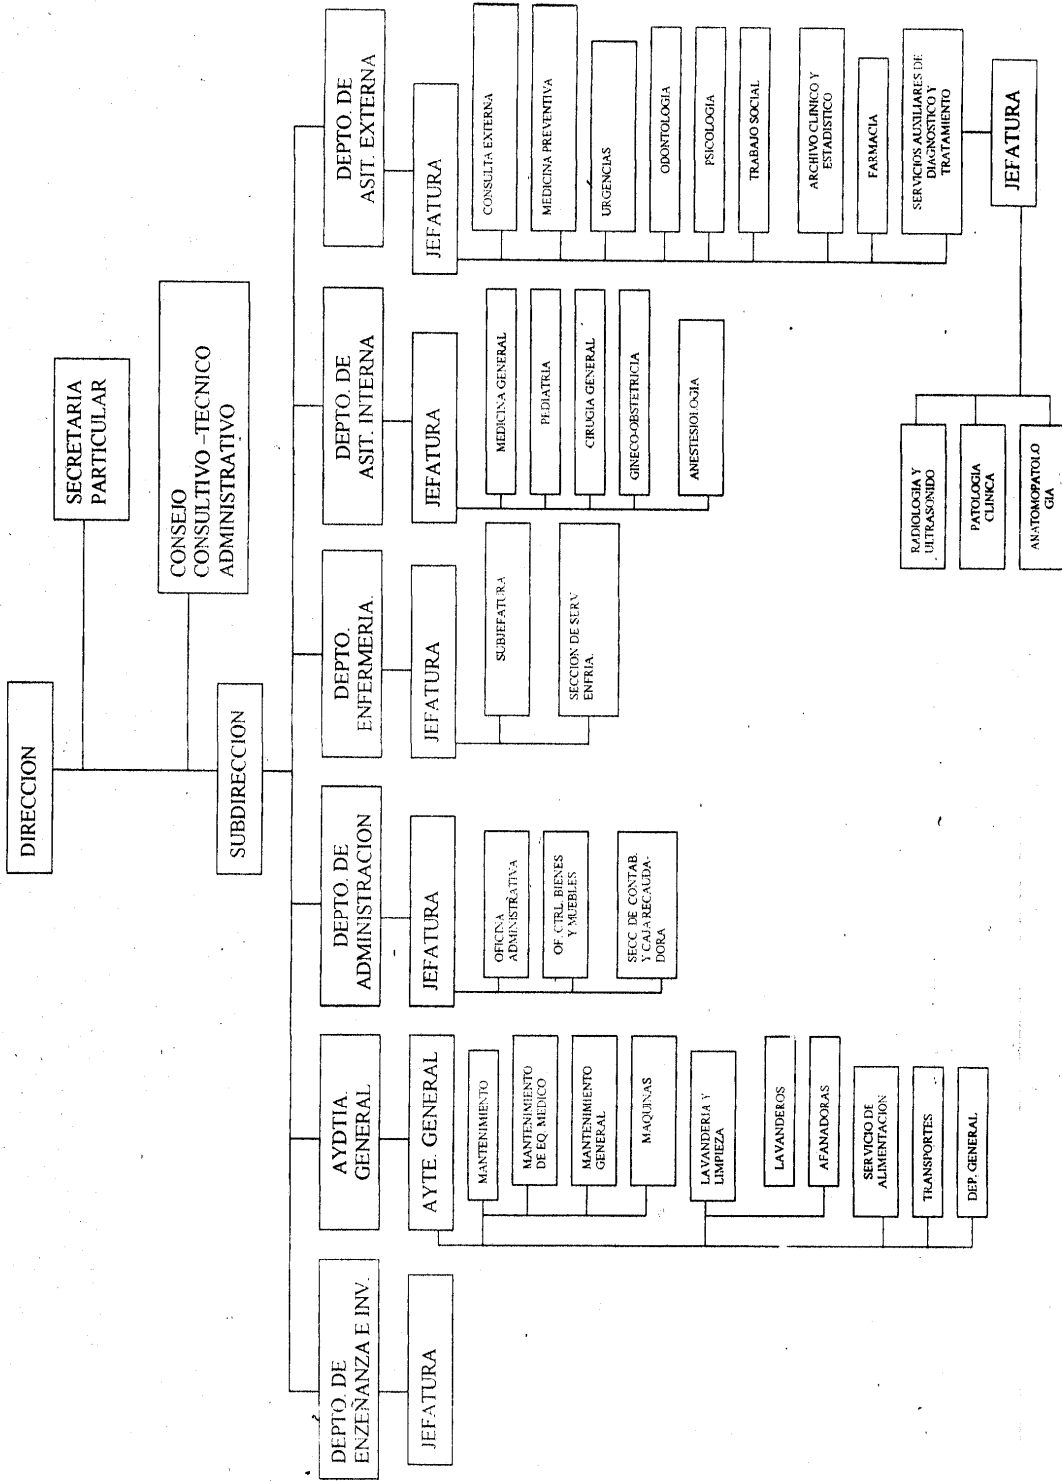 DIRECCION
SECRETARIA
PARTICULAR
CONSEJO
CONSULTIVO -TECNICO
ADMINISTRATIVO
SUBDIRECCION
DEPTO. DE
ENZEÑANZA E INV.
JEFATURA
AYDTIA.
GENERAL
AYTE. GENERAL
MANTENIMIENTO
MANTENIMIENTO
DE EQ. MEDICO
MANTENIMIENTO
GENERAL
MAQUINAS
LAVANDERIA Y
LIMPIEZA
LAVANDEROS
AFANADORAS
SERVICIO DE
ALIMENTACION
TRANSPORTES
DEP. GENERAL
DEPTO. DE
ADMINISTRACION
JEFATURA
OFICINA
ADMINISTRATIVA
OF. CTRL. BIENES
Y MUEBLES
SECC. DE CONTAB.
Y CAJA RECAUDA-
DORA
DEPTO.
ENFERMERIA.
JEFATURA
SUBJEFATURA
SECCION DE SERV
ENFRIA.
DEPTO. DE
ASIT. INTERNA
JEFATURA
MEDICINA GENERAL
PEDIATRIA
CIRUGIA GENERAL
GINECO-OBSTETRICIA
ANESTESIOLOGIA
DEPTO. DE
ASIT. EXTERNA
JEFATURA
CONSULTA EXTERNA
MEDICINA PREVENTIVA
URGENCIAS
ODONTOLOGIA
PSICOLOGIA
TRABAJO SOCIAL
ARCHIVO CLINICO Y
ESTADISTICO
FARMACIA
SERVICIOS AUXILIARES DE
DIAGNOSTICO Y
TRATAMIENTO
JEFATURA
RADIOLOGIA Y
ULTRASONIDO
PATOLOGIA
CLINICA
ANATOMOPATOLO
GIA